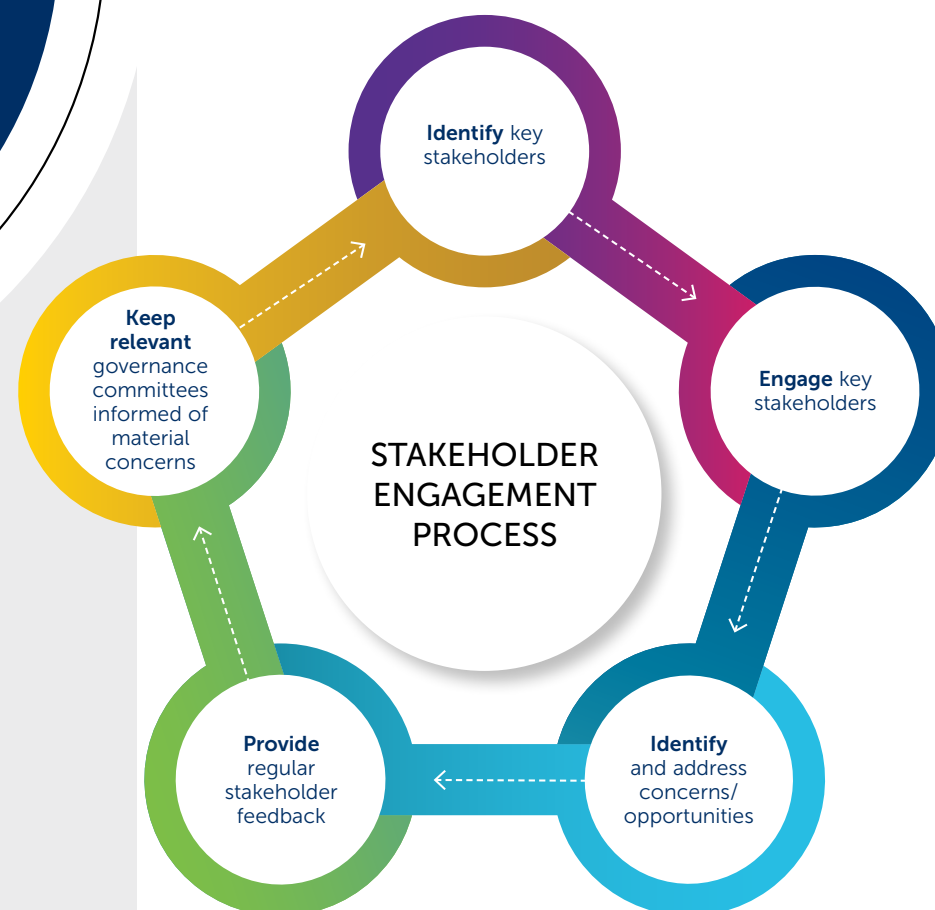 Identify key
stakeholders
Engage key
stakeholders
Identify
and address
concerns/
opportunities
Provide
regular
stakeholder
feedback
Keep
relevant
governance
committees
informed of
material
concerns
STAKEHOLDER
ENGAGEMENT
PROCESS